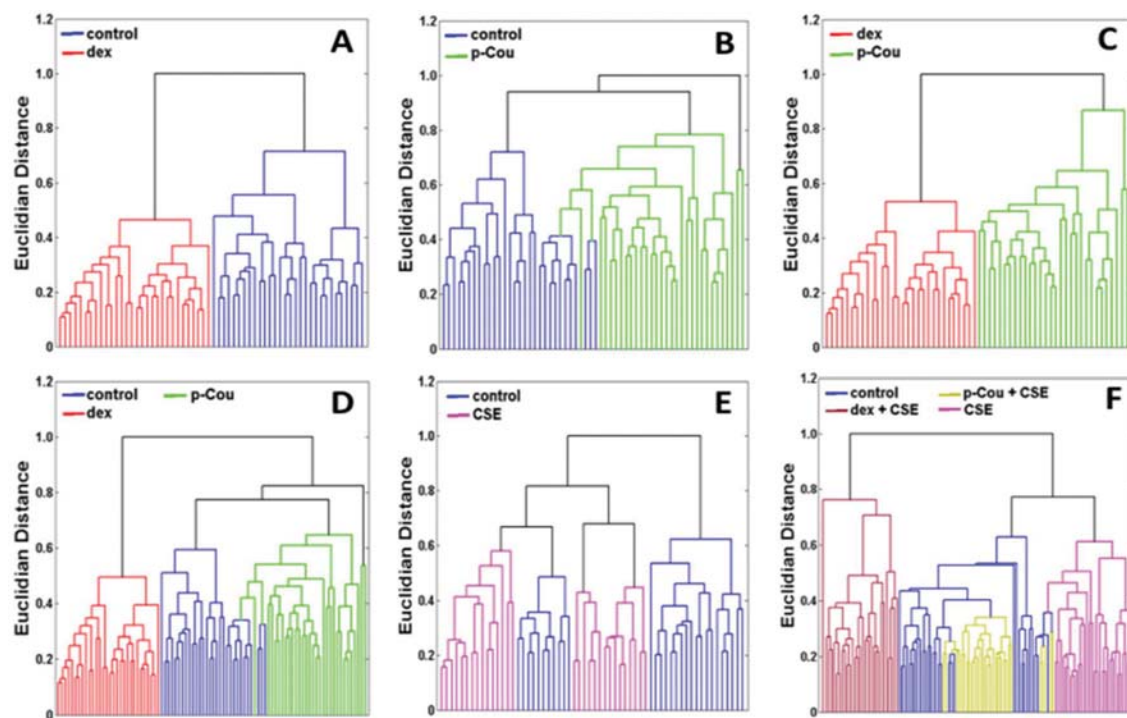 A
control
dex
Euclidian Distance
1.2
1.0
0.8
0.6
0.4
0.2
0
B
control
p-Cou
Euclidian Distance
1.2
1.0
0.8
0.6
0.4
0.2
0
C
dex
p-Cou
Euclidian Distance
1.2
1.0
0.8
0.6
0.4
0.2
0
D
control p-Cou
dex
Euclidian Distance
1.2
1.0
0.8
0.6
0.4
0.2
0
E
control
CSE
Euclidian Distance
1.2
1.0
0.8
0.6
0.4
0.2
0
F
control p-Cou + CSE
dex + CSE CSE
Euclidian Distance
1.2
1.0
0.8
0.6
0.4
0.2
0